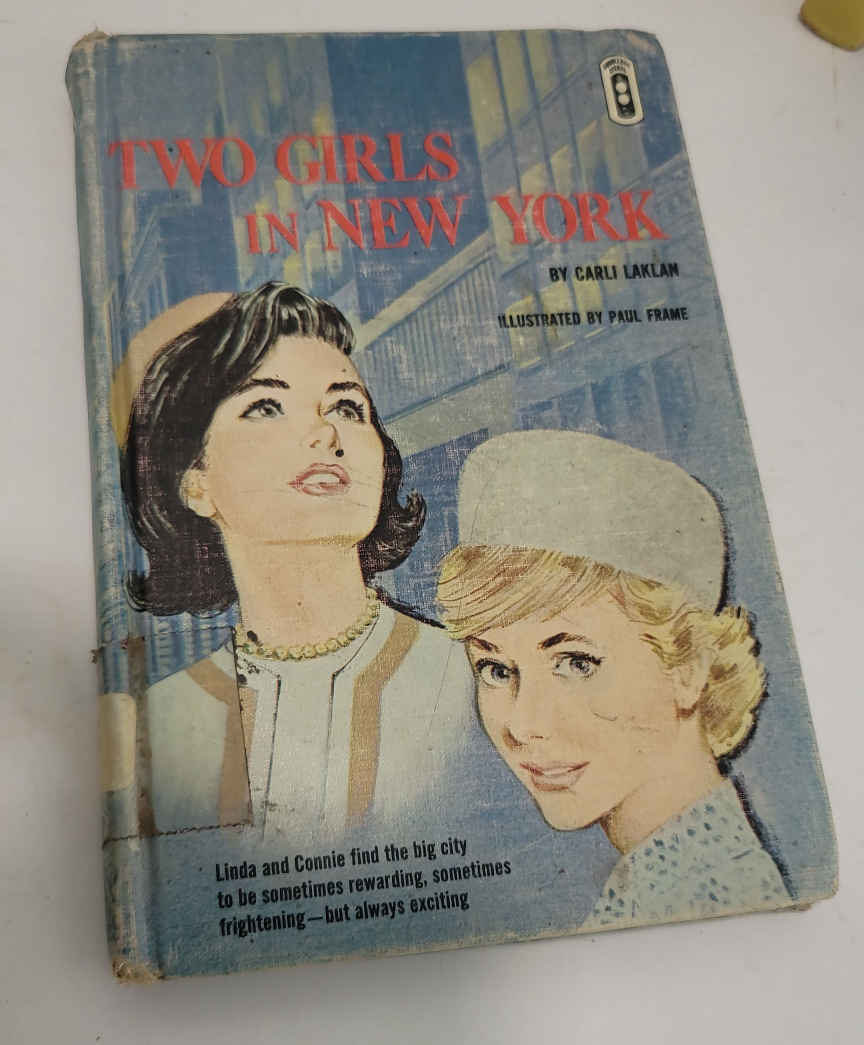 TWO GIRLS
IN NEW YORK
BY CARLI LAKLAN
ILLUSTRATED BY PAUL FRAME
Linda and Connie find the big city
to be sometimes rewarding, sometimes
frightening—but always exciting